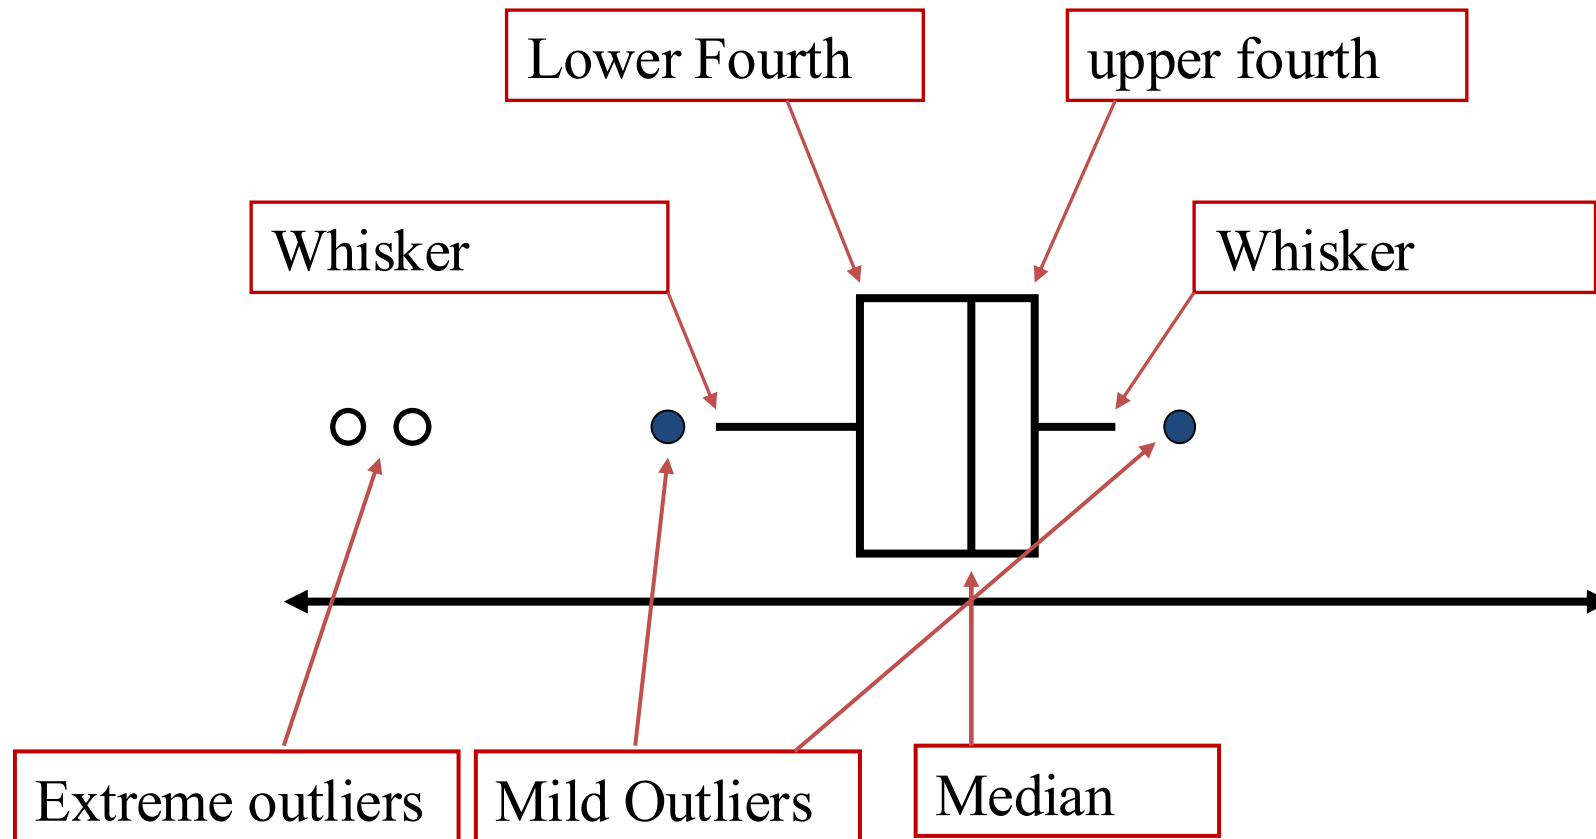 Lower Fourth
upper fourth
Whisker
Whisker
Extreme outliers
Mild Outliers
Median